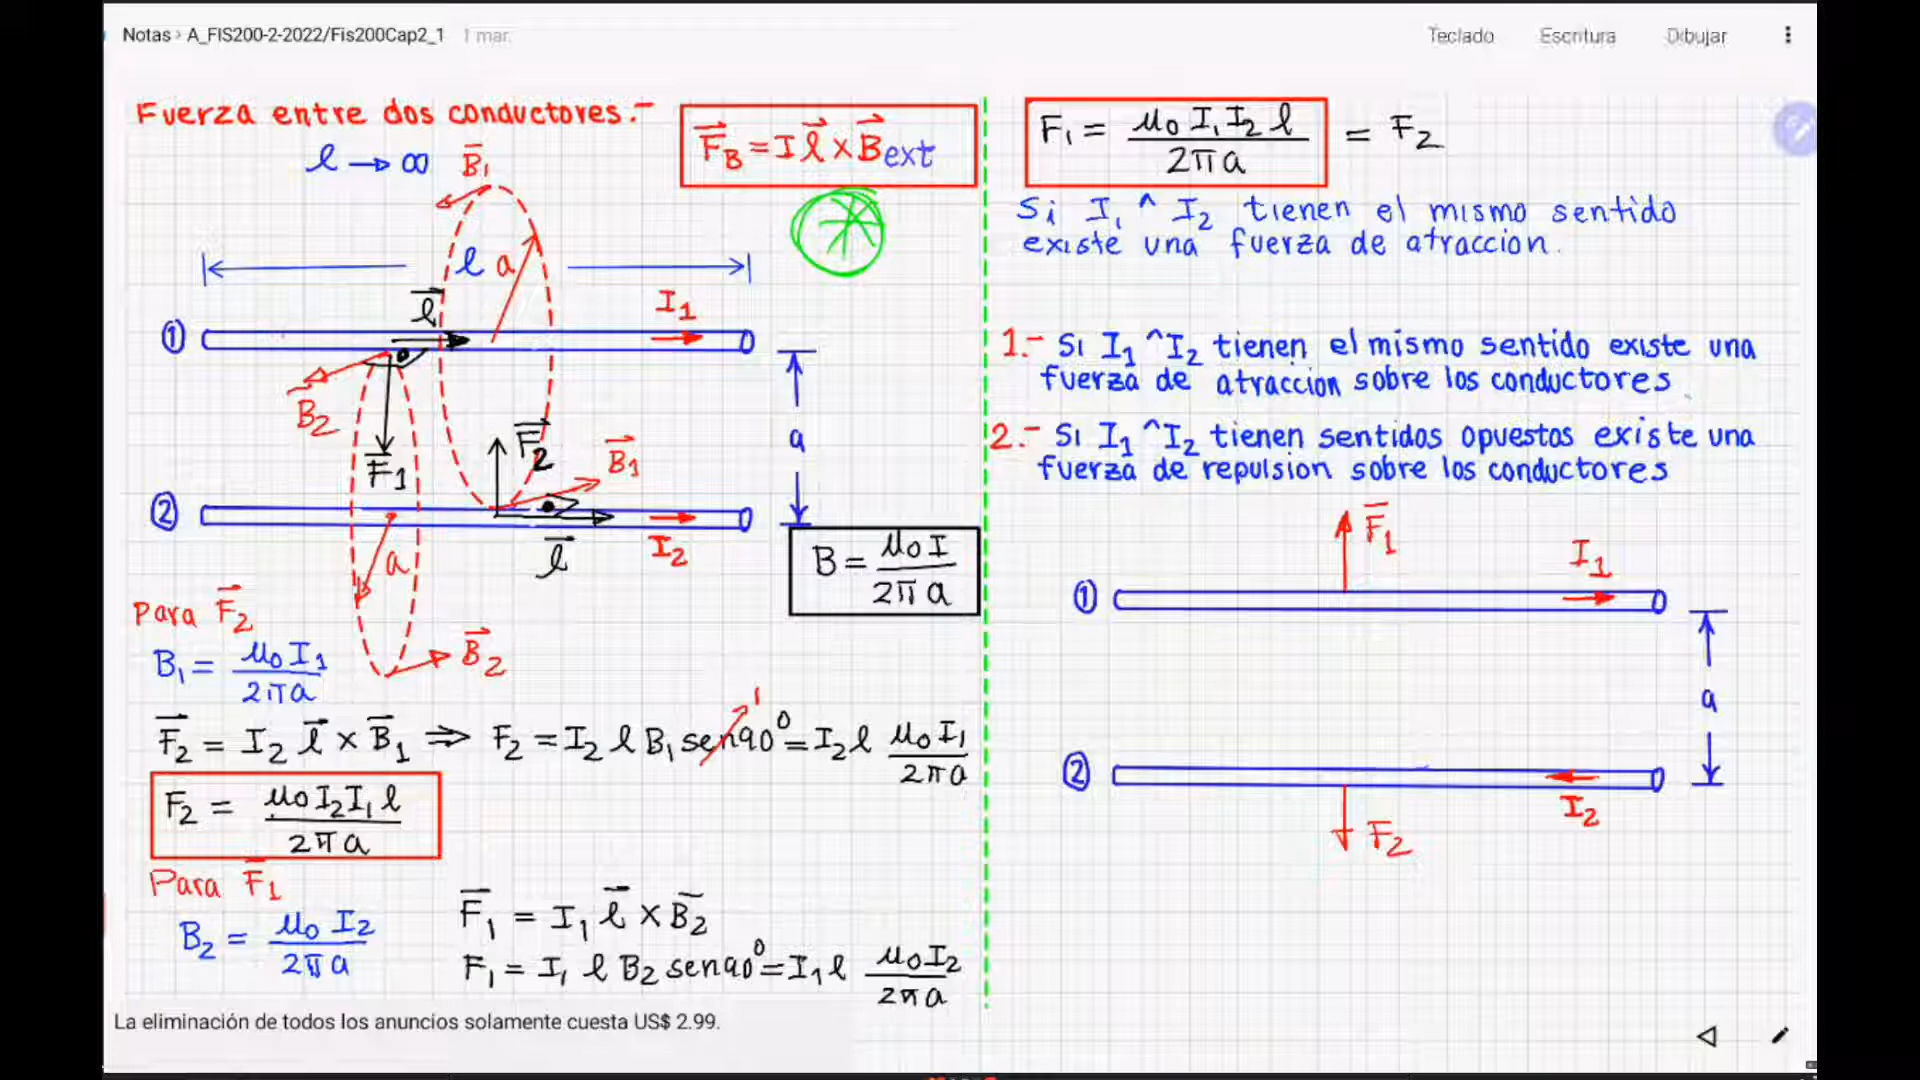 Notas › A_FIS200-2-2022/Fis200Cap2_1 1 mar.
Teclado Escritura Dibujar
Fuerza entre dos conductores.-
l → ∞
B⃗₁
F⃗_B = I l⃗ × B⃗ext
l a
l⃗
I₁
①
B⃗₂
F⃗₁
F⃗₂
B⃗₁
a
②
a
l⃗
I₂
B = μ₀ I / 2π a
Para F⃗₂
B⃗₂
B₁ = μ₀ I₁ / 2π a
F⃗₂ = I₂ l⃗ × B⃗₁ ⇒ F₂ = I₂ l B₁ sen90° = I₂ l μ₀ I₁ / 2π a
1
F₂ = μ₀ I₂ I₁ l / 2π a
Para F⃗₁
B₂ = μ₀ I₂ / 2π a
F⃗₁ = I₁ l⃗ × B⃗₂
F₁ = I₁ l B₂ sen90° = I₁ l μ₀ I₂ / 2π a
F₁ = μ₀ I₁ I₂ l / 2π a = F₂
Si I₁ ^ I₂ tienen el mismo sentido
existe una fuerza de atraccion.
1.- Si I₁ ^ I₂ tienen el mismo sentido existe una
fuerza de atraccion sobre los conductores
2.- Si I₁ ^ I₂ tienen sentidos opuestos existe una
fuerza de repulsion sobre los conductores
F⃗₁
I₁
①
a
②
I₂
F₂
La eliminación de todos los anuncios solamente cuesta US$ 2.99.